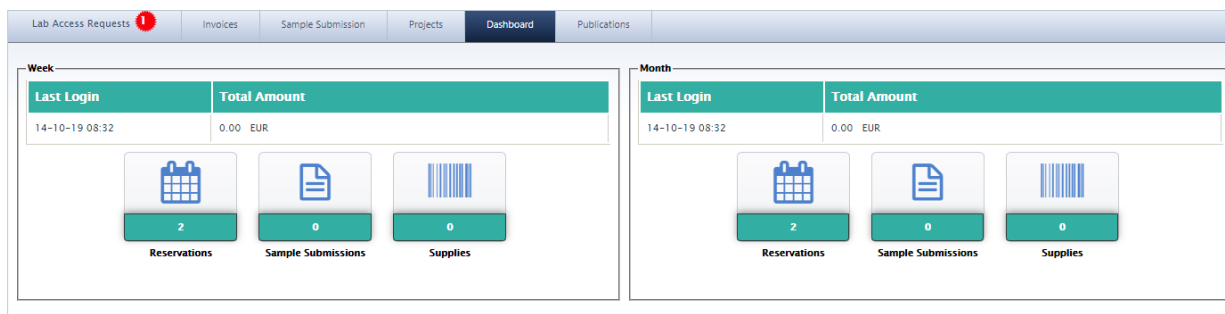 Lab Access Requests 1 Invoices Sample Submission Projects Dashboard Publications
Week
Last Login Total Amount
14-10-19 08:32 0.00 EUR
2 0 0
Reservations Sample Submissions Supplies
Month
Last Login Total Amount
14-10-19 08:32 0.00 EUR
2 0 0
Reservations Sample Submissions Supplies